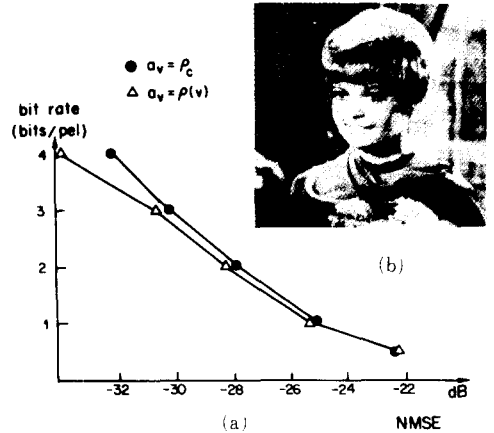 ● a_v = ρ_c
△ a_v = ρ(v)
bit rate
(bits/pel)
4
3
2
1
-32 -30 -28 -26 -24 -22 dB
(a)
NMSE
(b)